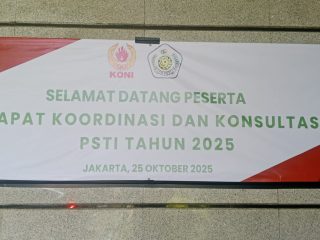 KONI
SELAMAT DATANG PESERTA
APAT KOORDINASI DAN KONSULTAS
PSTI TAHUN 2025
JAKARTA, 25 OKTOBER 2025